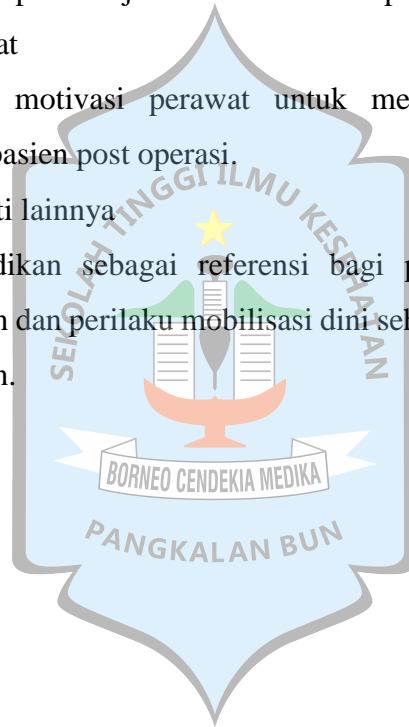 at
motivasi perawat untuk me
pasien post operasi.
ti lainnya
dikan sebagai referensi bagi p
n dan perilaku mobilisasi dini seh
n.
SEKOLAH TINGGI ILMU KESEHATAN
BORNEO CENDEKIA MEDIKA
PANGKALAN BUN